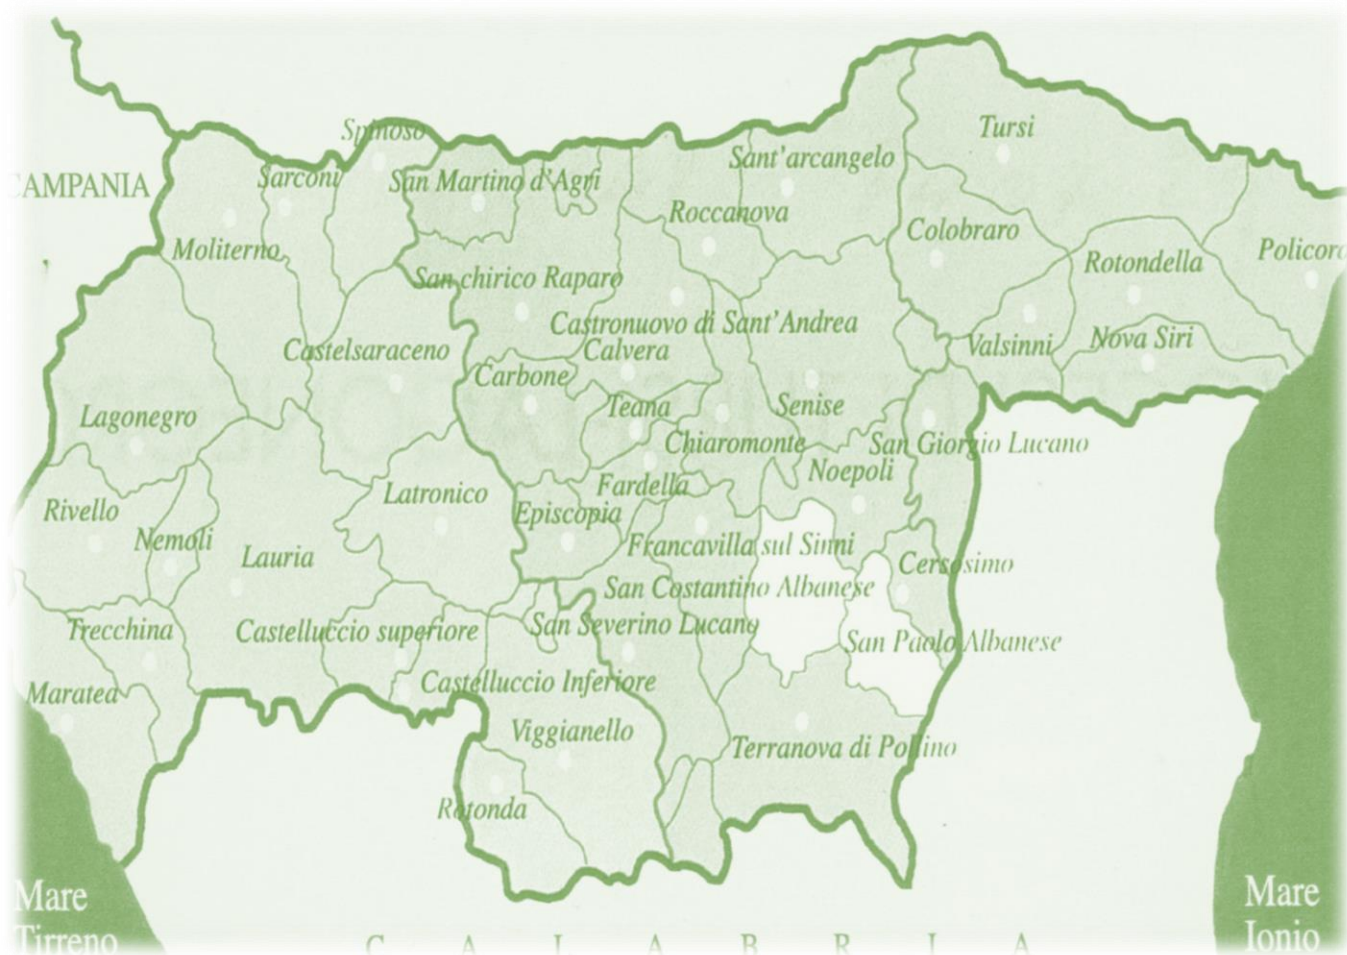 Spinoso
Tursi
Sant'arcangelo
CAMPANIA
Sarconi
San Martino d'Agri
Roccanova
Colobraro
Moliterno
Rotondella
Policoro
San chirico Raparo
Castronuovo di Sant'Andrea
Castelsaraceno
Calvera
Valsinni
Nova Siri
Carbone
Lagonegro
Teana
Senise
Chiaromonte
San Giorgio Lucano
Noepoli
Latronico
Fardella
Rivello
Episcopia
Nemoli
Lauria
Francavilla sul Sinni
Cersosimo
San Costantino Albanese
Trecchina
Castelluccio superiore
San Severino Lucano
San Paolo Albanese
Maratea
Castelluccio Inferiore
Viggianello
Terranova di Pollino
Rotonda
Mare
Tirreno
Mare
Ionio
CALABRIA